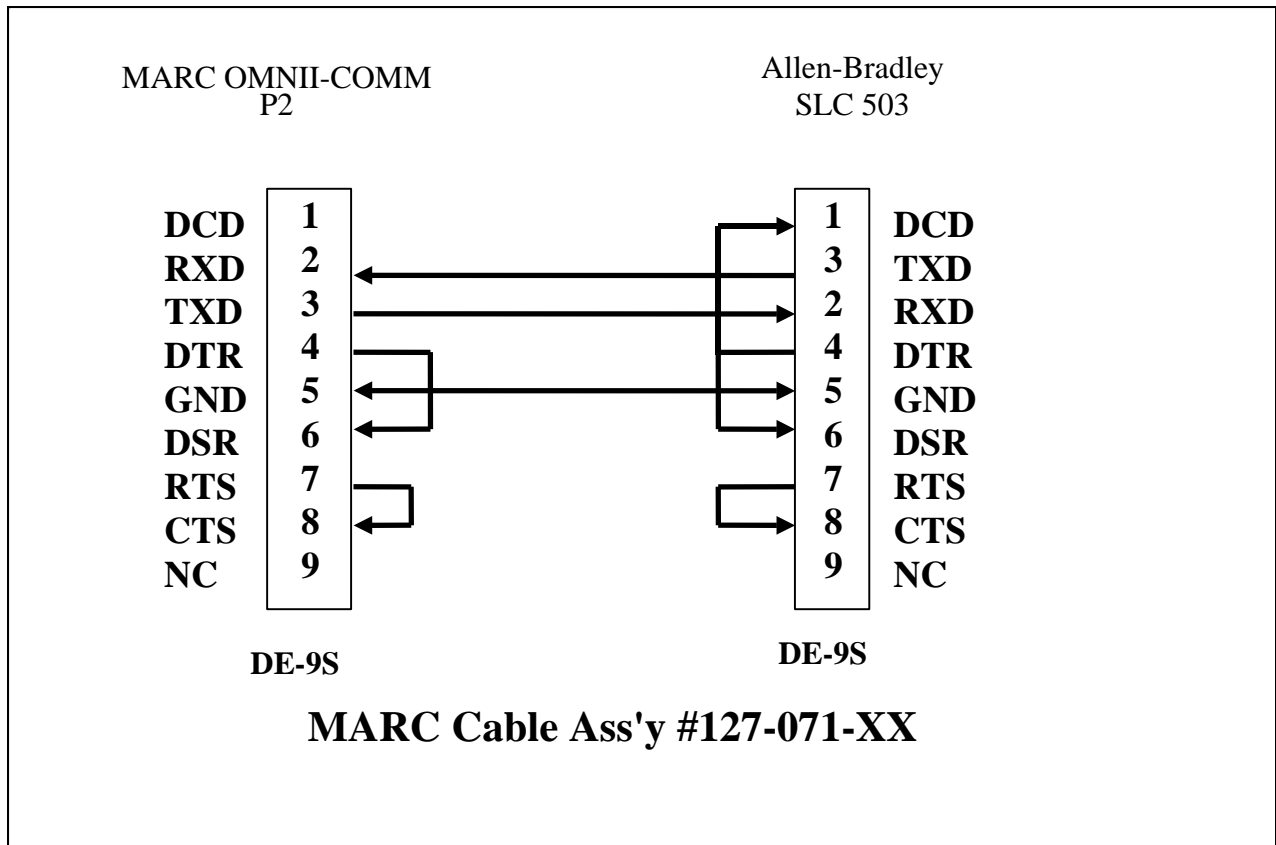 MARC OMNII-COMM
P2
Allen-Bradley
SLC 503
DCD 1 1 DCD
RXD 2 3 TXD
TXD 3 2 RXD
DTR 4 4 DTR
GND 5 5 GND
DSR 6 6 DSR
RTS 7 7 RTS
CTS 8 8 CTS
NC 9 9 NC
DE-9S DE-9S
MARC Cable Ass'y #127-071-XX